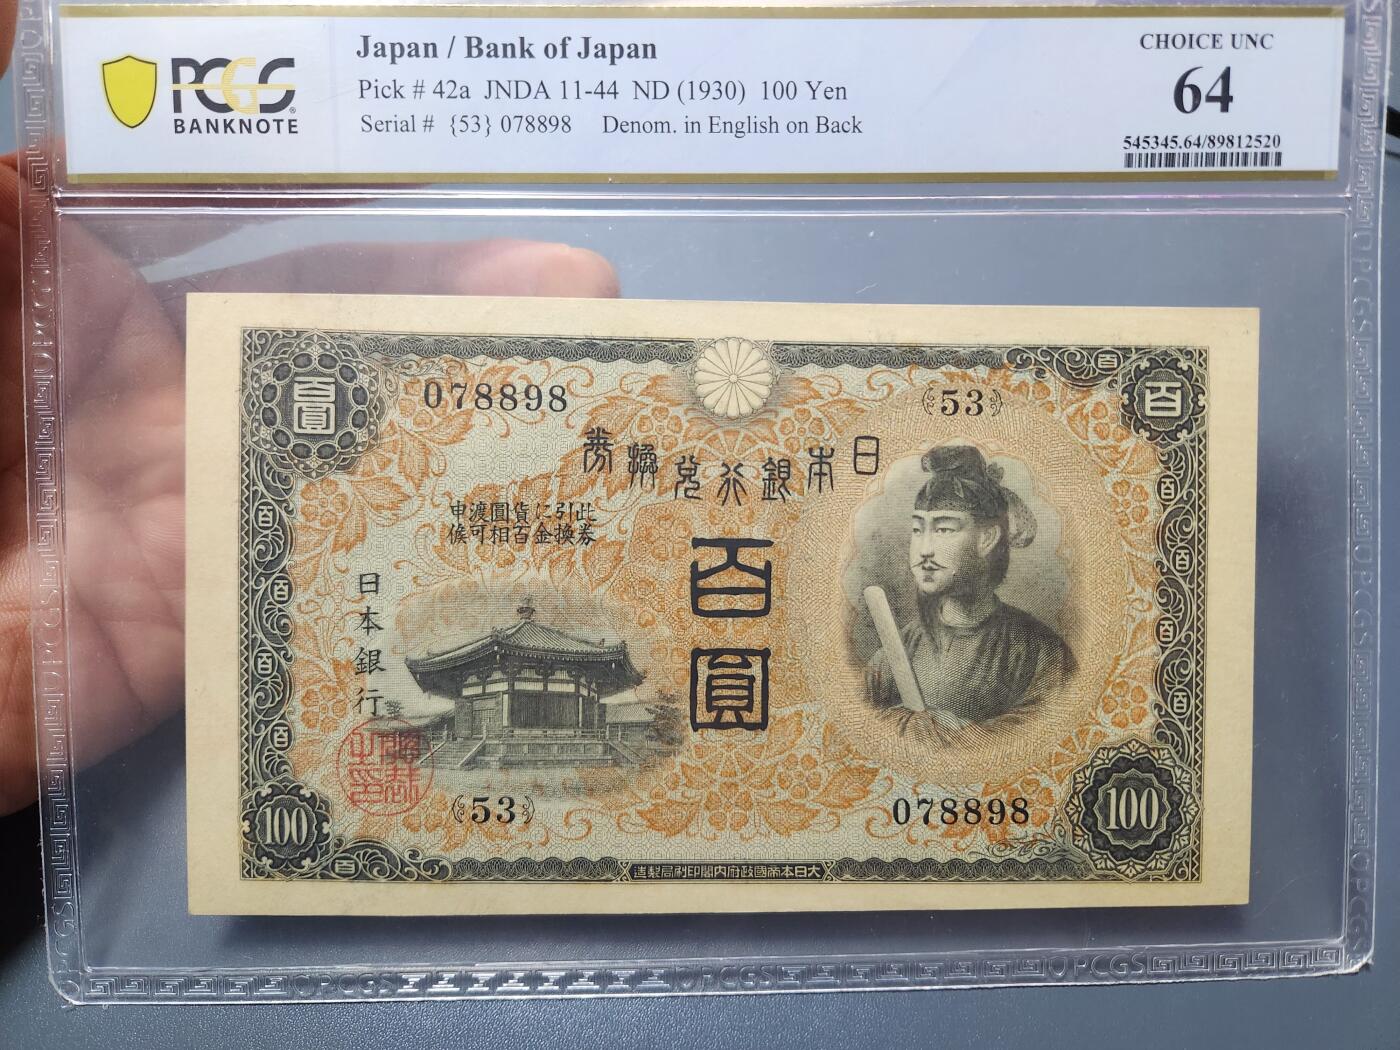 Japan / Bank of Japan
Pick # 42a JNDA 11-44 ND (1930) 100 Yen
Serial # {53} 078898 Denom. in English on Back
PCGS
BANKNOTE
CHOICE UNC
64
545345.64/89812520
百圓
078898
(53)
百
日本銀行兌換券
此券引換に金貨百圓相渡可申候
百圓
日本銀行
(53)
078898
100
100
大日本帝國政府内閣印刷局製造
PCGS